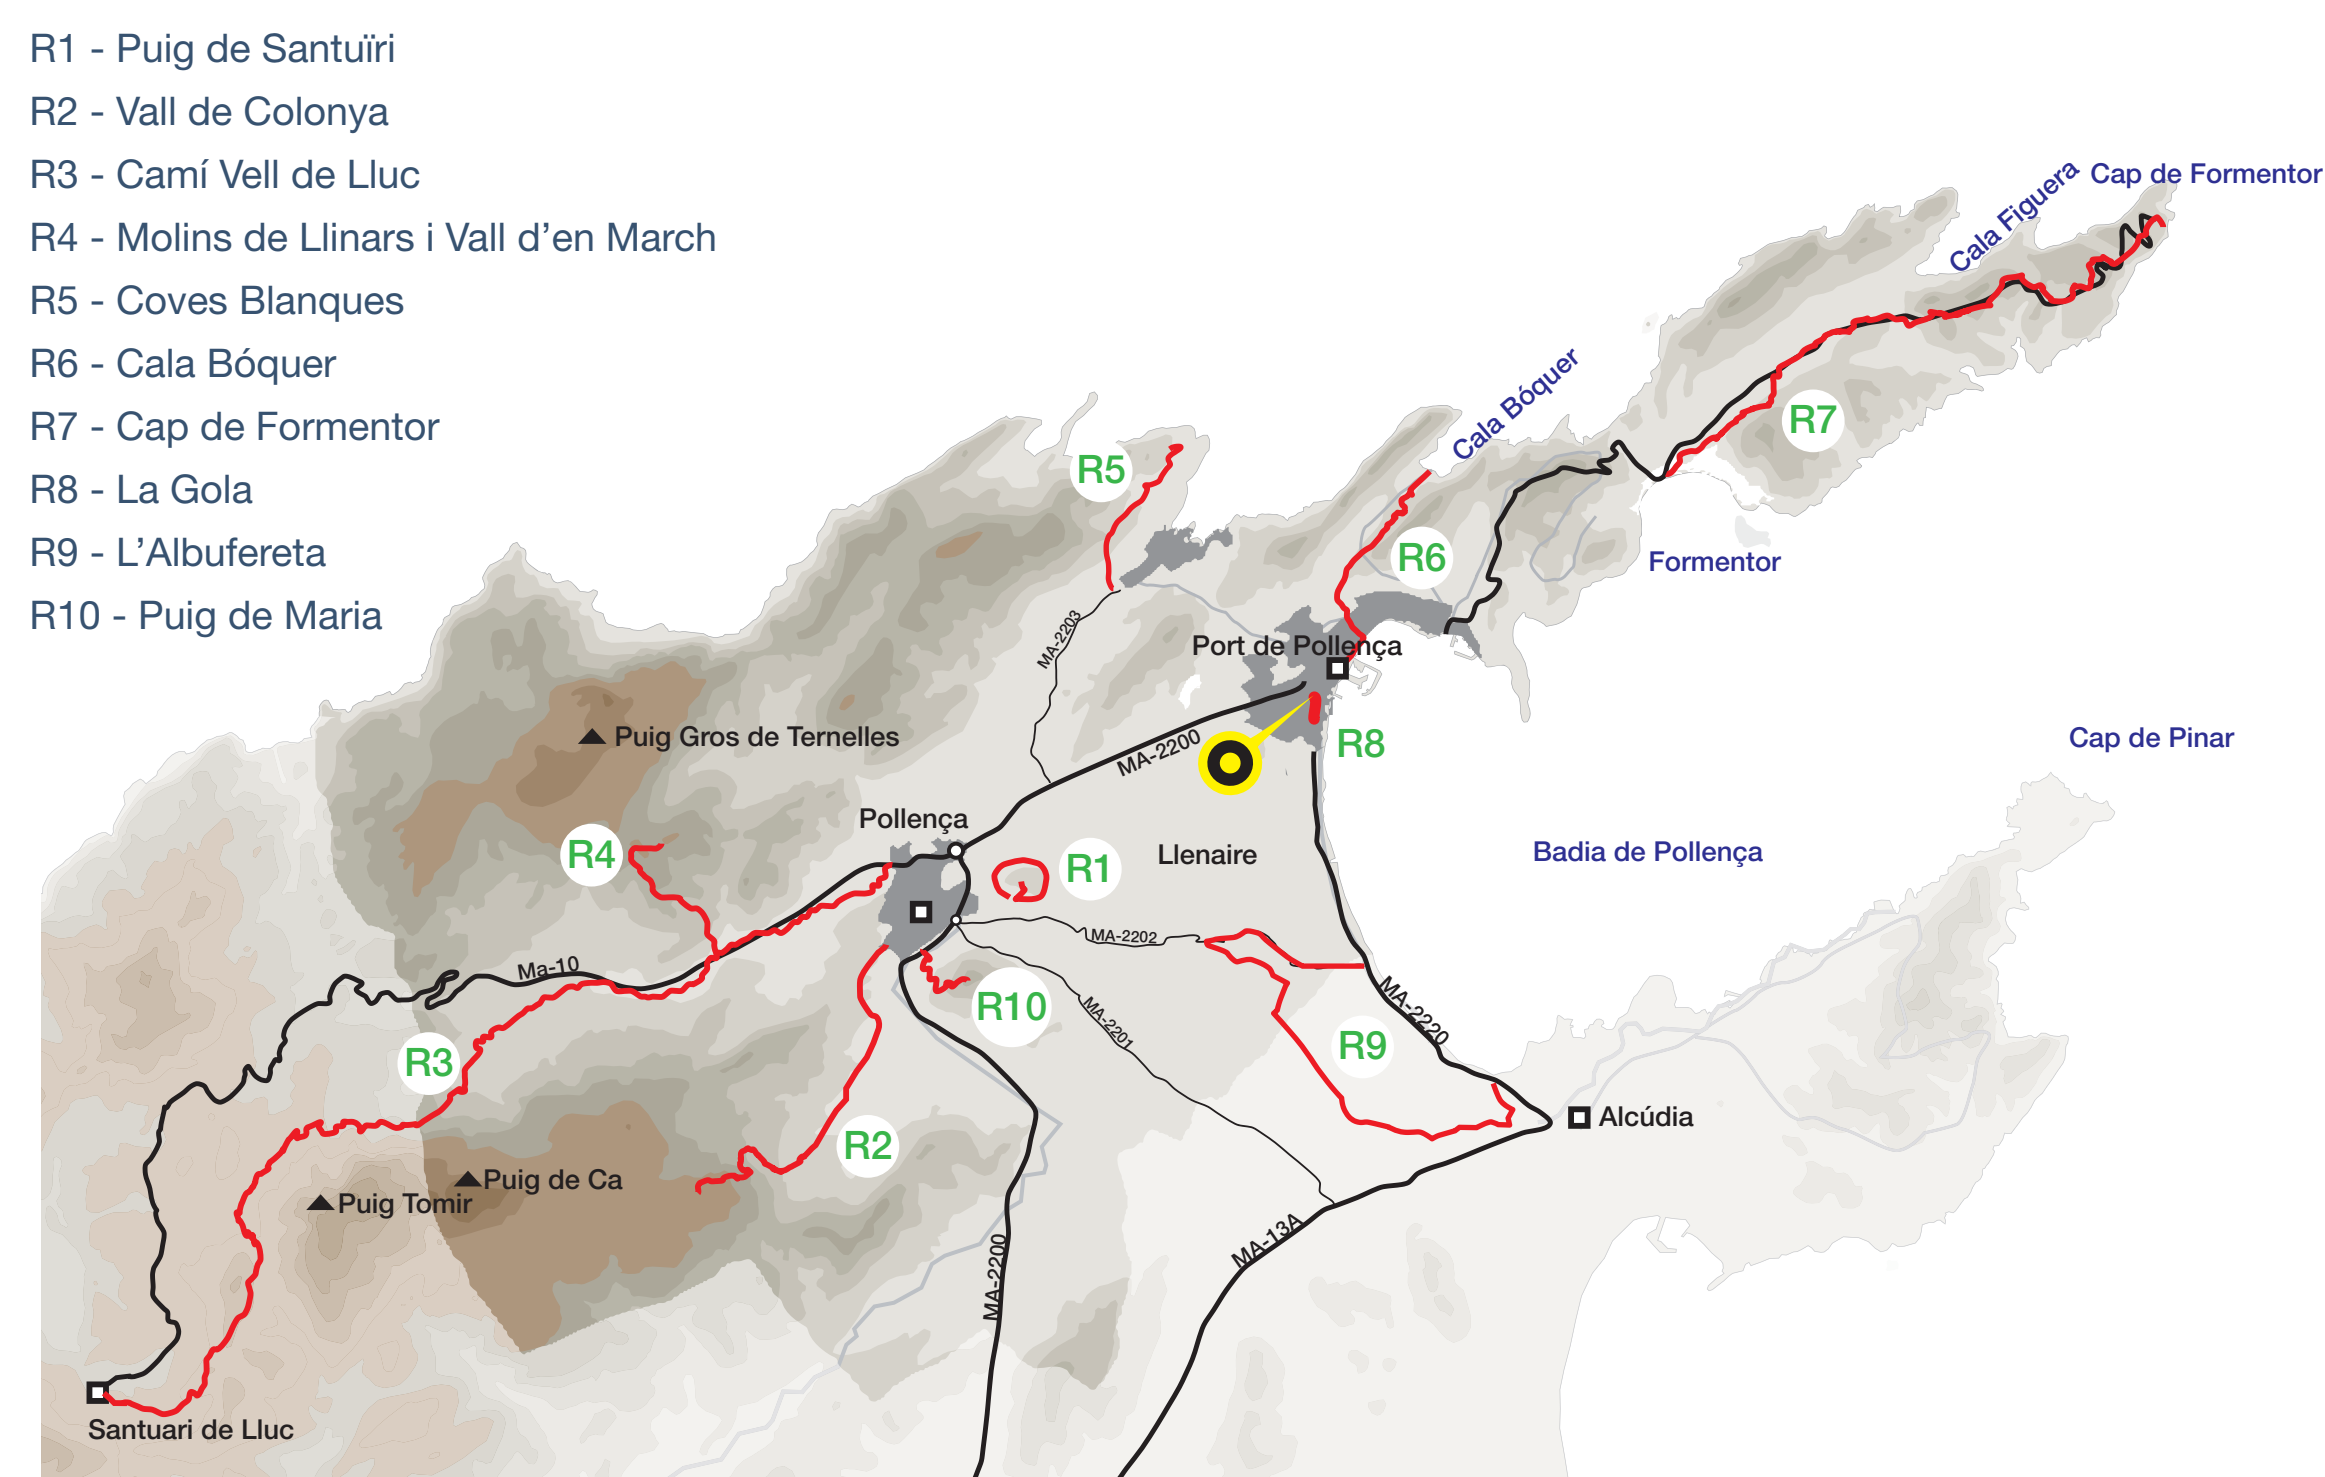 R1 - Puig de Santuïri
R2 - Vall de Colonya
R3 - Camí Vell de Lluc
R4 - Molins de Llinars i Vall d’en March
R5 - Coves Blanques
R6 - Cala Bóquer
R7 - Cap de Formentor
R8 - La Gola
R9 - L’Albufereta
R10 - Puig de Maria
Cap de Formentor
Cala Figuera
Cala Bóquer
R7
R5
R6
Formentor
MA-2203
Port de Pollença
Puig Gros de Ternelles
MA-2200
R8
Cap de Pinar
Pollença
R4
R1
Llenaire
Badia de Pollença
MA-2202
Ma-10
R10
MA-2201
MA-2220
R9
R3
R2
Alcúdia
Puig de Ca
Puig Tomir
MA-2200
MA-13A
Santuari de Lluc